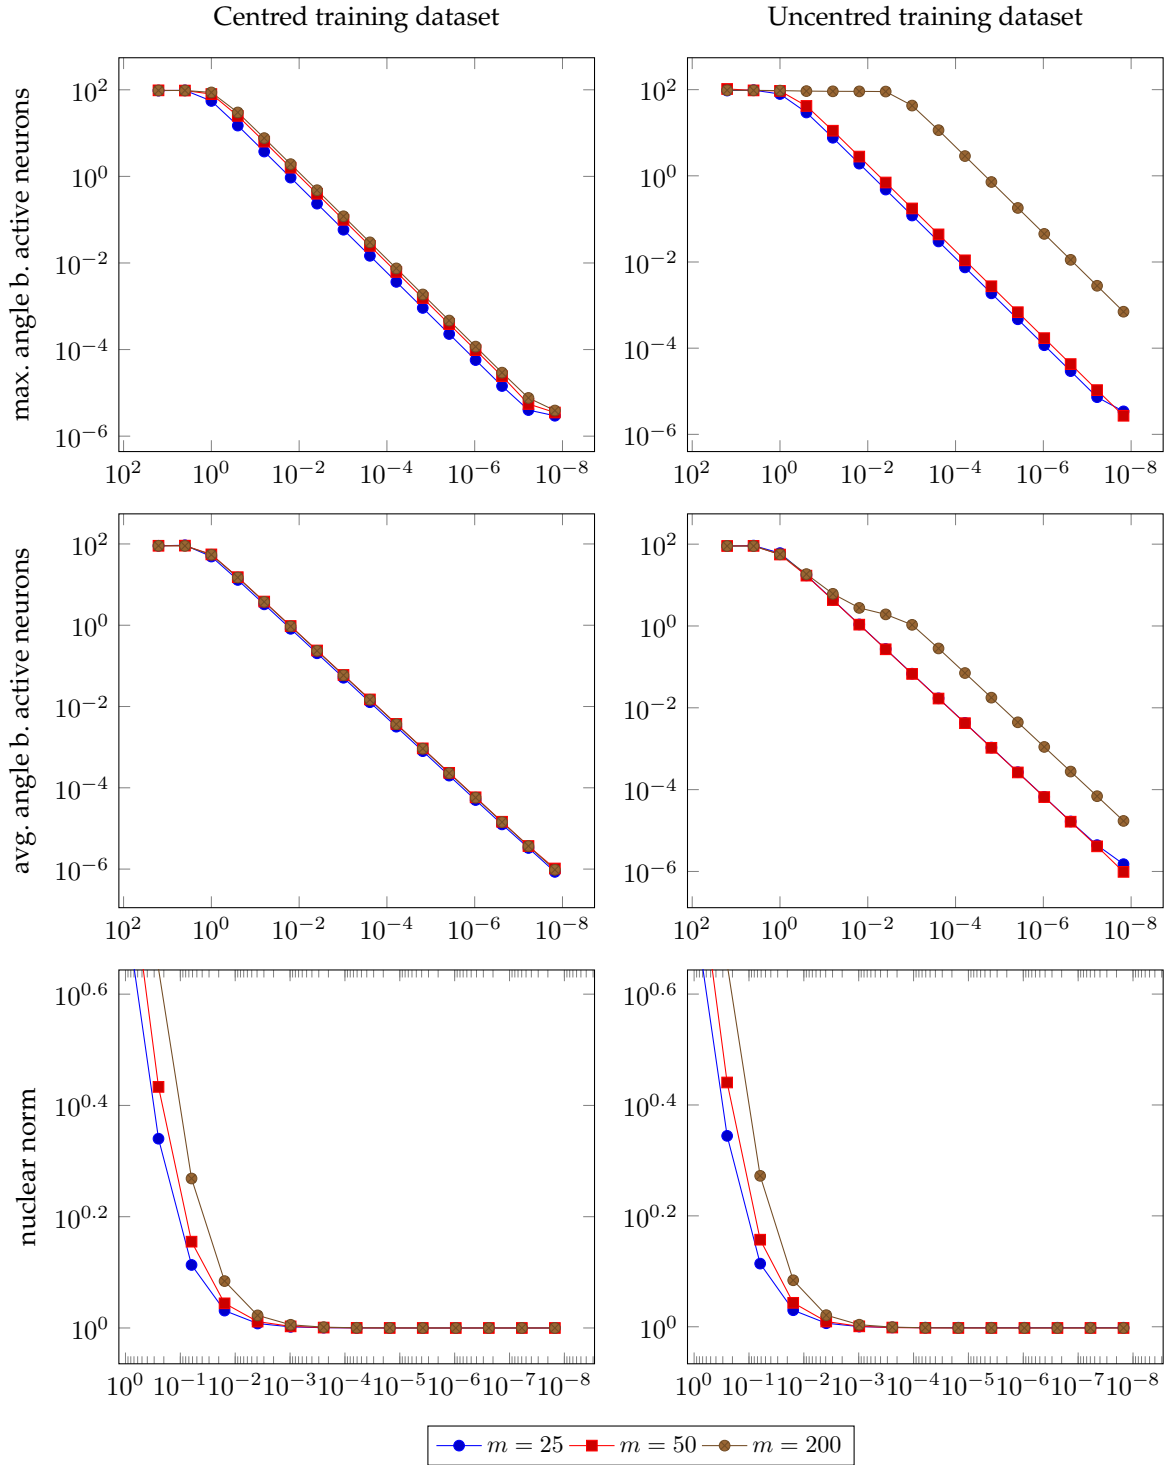 Centred training dataset
Uncentred training dataset
max. angle b. active neurons
10^2
10^0
10^−2
10^−4
10^−6
10^2 10^0 10^−2 10^−4 10^−6 10^−8
10^2
10^0
10^−2
10^−4
10^−6
10^2 10^0 10^−2 10^−4 10^−6 10^−8
avg. angle b. active neurons
10^2
10^0
10^−2
10^−4
10^−6
10^2 10^0 10^−2 10^−4 10^−6 10^−8
10^2
10^0
10^−2
10^−4
10^−6
10^2 10^0 10^−2 10^−4 10^−6 10^−8
nuclear norm
10^0.6
10^0.4
10^0.2
10^0
10^0 10^−1 10^−2 10^−3 10^−4 10^−5 10^−6 10^−7 10^−8
10^0.6
10^0.4
10^0.2
10^0
10^0 10^−1 10^−2 10^−3 10^−4 10^−5 10^−6 10^−7 10^−8
m = 25 m = 50 m = 200